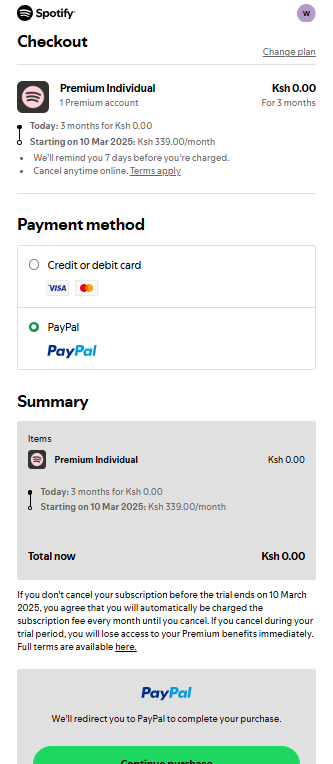 Spotify
W
Checkout
Change plan
Premium Individual
Ksh 0.00
1 Premium account
For 3 months
Today: 3 months for Ksh 0.00
Starting on 10 Mar 2025: Ksh 339.00/month
We'll remind you 7 days before you're charged.
Cancel anytime online. Terms apply
Payment method
Credit or debit card
VISA
PayPal
PayPal
Summary
Items
Premium Individual
Ksh 0.00
Today: 3 months for Ksh 0.00
Starting on 10 Mar 2025: Ksh 339.00/month
Total now
Ksh 0.00
If you don't cancel your subscription before the trial ends on 10 March
2025, you agree that you will automatically be charged the
subscription fee every month until you cancel. If you cancel during your
trial period, you will lose access to your Premium benefits immediately.
Full terms are available here.
PayPal
We'll redirect you to PayPal to complete your purchase.
Continue purchase